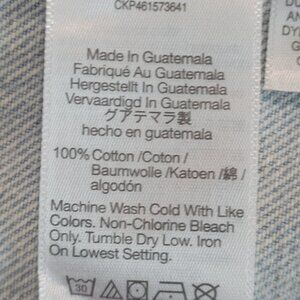 CKP461573641
Made In Guatemala
Fabriqué Au Guatemala
Hergestellt In Guatemala
Vervaardigd In Guatemala
グアテマラ製
hecho en guatemala
100% Cotton /Coton /
Baumwolle /Katoen /綿 /
algodón
Machine Wash Cold With Like
Colors. Non-Chlorine Bleach
Only. Tumble Dry Low. Iron
On Lowest Setting.
30